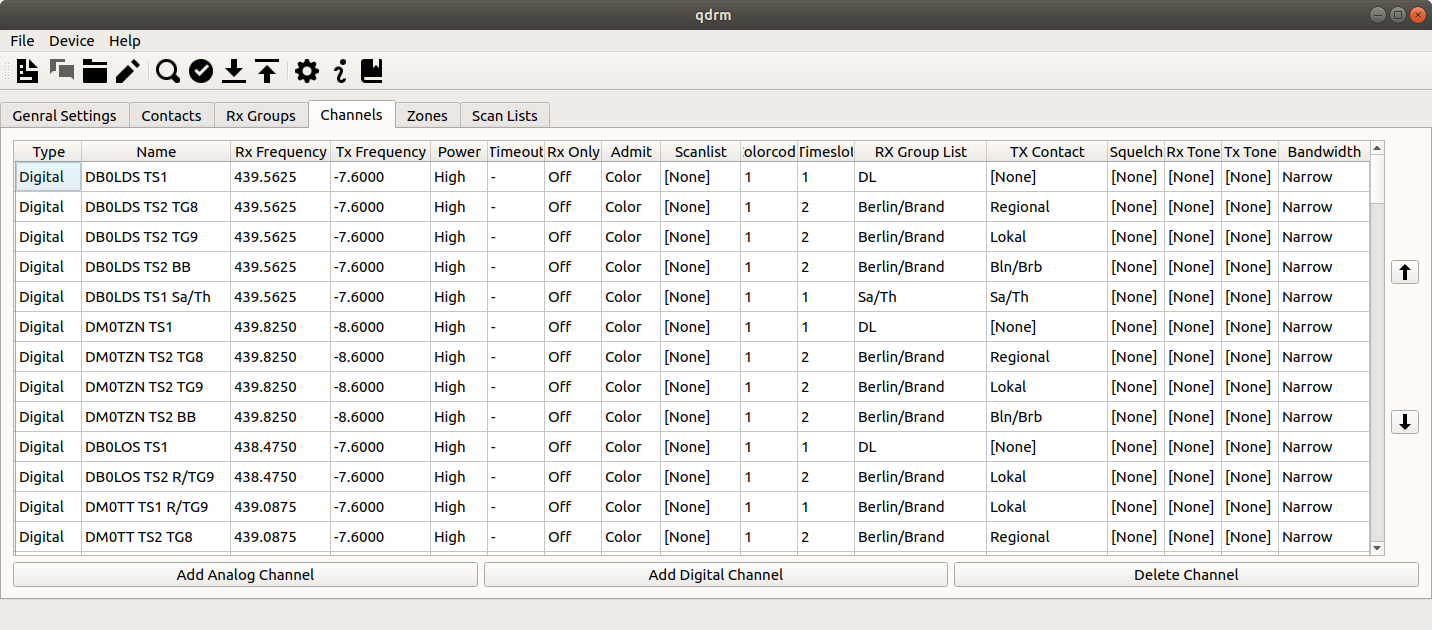 qdrm
File Device Help
Genral Settings Contacts Rx Groups Channels Zones Scan Lists
Type Name Rx Frequency Tx Frequency Power Timeout Rx Only Admit Scanlist olorcod Timeslot RX Group List TX Contact Squelch Rx Tone Tx Tone Bandwidth
Digital DB0LDS TS1 439.5625 -7.6000 High - Off Color [None] 1 1 DL [None] [None] [None] [None] Narrow
Digital DB0LDS TS2 TG8 439.5625 -7.6000 High - Off Color [None] 1 2 Berlin/Brand Regional [None] [None] [None] Narrow
Digital DB0LDS TS2 TG9 439.5625 -7.6000 High - Off Color [None] 1 2 Berlin/Brand Lokal [None] [None] [None] Narrow
Digital DB0LDS TS2 BB 439.5625 -7.6000 High - Off Color [None] 1 2 Berlin/Brand Bln/Brb [None] [None] [None] Narrow
Digital DB0LDS TS1 Sa/Th 439.5625 -7.6000 High - Off Color [None] 1 1 Sa/Th Sa/Th [None] [None] [None] Narrow
Digital DM0TZN TS1 439.8250 -8.6000 High - Off Color [None] 1 1 DL [None] [None] [None] [None] Narrow
Digital DM0TZN TS2 TG8 439.8250 -8.6000 High - Off Color [None] 1 2 Berlin/Brand Regional [None] [None] [None] Narrow
Digital DM0TZN TS2 TG9 439.8250 -8.6000 High - Off Color [None] 1 2 Berlin/Brand Lokal [None] [None] [None] Narrow
Digital DM0TZN TS2 BB 439.8250 -8.6000 High - Off Color [None] 1 2 Berlin/Brand Bln/Brb [None] [None] [None] Narrow
Digital DB0LOS TS1 438.4750 -7.6000 High - Off Color [None] 1 1 DL [None] [None] [None] [None] Narrow
Digital DB0LOS TS2 R/TG9 438.4750 -7.6000 High - Off Color [None] 1 2 Berlin/Brand Lokal [None] [None] [None] Narrow
Digital DM0TT TS1 R/TG9 439.0875 -7.6000 High - Off Color [None] 1 1 Berlin/Brand Lokal [None] [None] [None] Narrow
Digital DM0TT TS2 TG8 439.0875 -7.6000 High - Off Color [None] 1 2 Berlin/Brand Regional [None] [None] [None] Narrow
Add Analog Channel Add Digital Channel Delete Channel